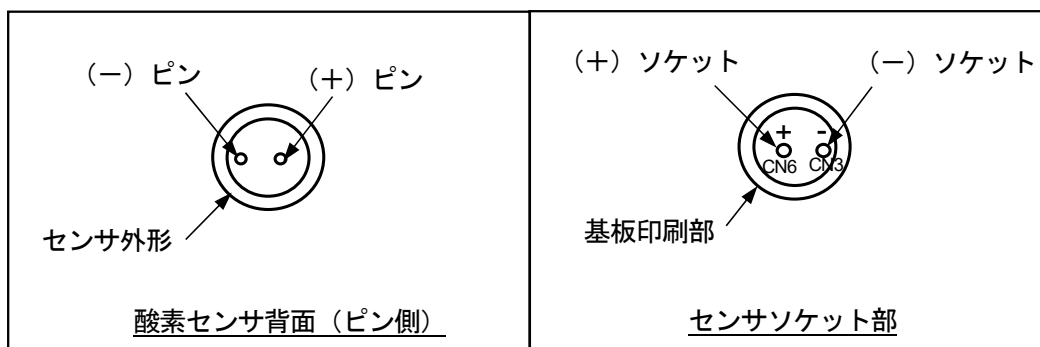 （－）ピン
（＋）ピン
センサ外形
酸素センサ背面（ピン側）
（＋）ソケット
（－）ソケット
+ -
CN6 CN3
基板印刷部
センサソケット部